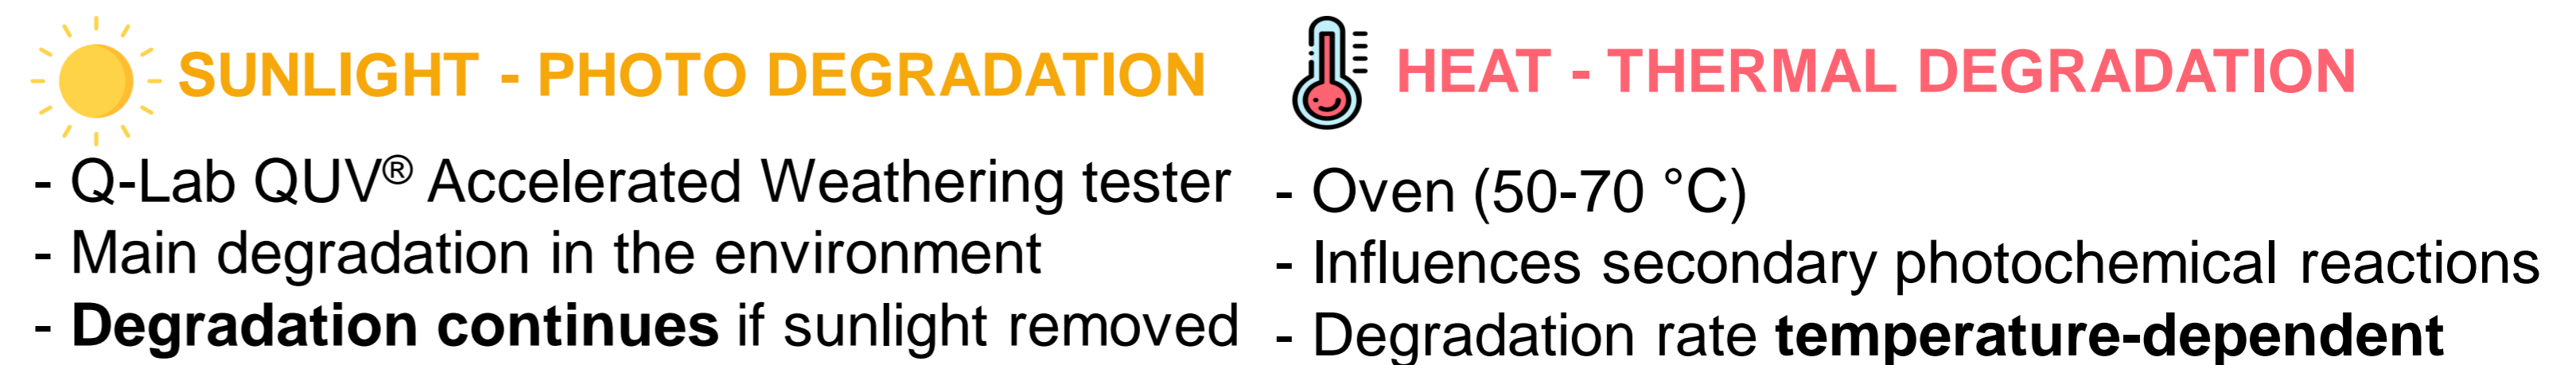 SUNLIGHT - PHOTO DEGRADATION
- Q-Lab QUV® Accelerated Weathering tester
- Main degradation in the environment
- Degradation continues if sunlight removed
HEAT - THERMAL DEGRADATION
- Oven (50-70 °C)
- Influences secondary photochemical reactions
- Degradation rate temperature-dependent